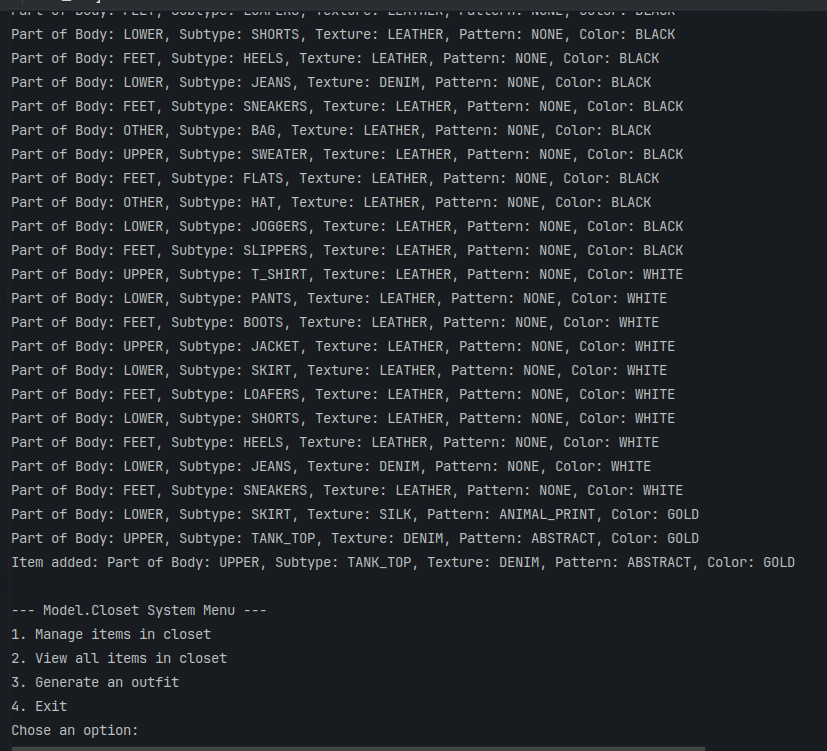 Part of Body: FEET, Subtype: LOAFERS, Texture: LEATHER, Pattern: NONE, Color: BLACK
Part of Body: LOWER, Subtype: SHORTS, Texture: LEATHER, Pattern: NONE, Color: BLACK
Part of Body: FEET, Subtype: HEELS, Texture: LEATHER, Pattern: NONE, Color: BLACK
Part of Body: LOWER, Subtype: JEANS, Texture: DENIM, Pattern: NONE, Color: BLACK
Part of Body: FEET, Subtype: SNEAKERS, Texture: LEATHER, Pattern: NONE, Color: BLACK
Part of Body: OTHER, Subtype: BAG, Texture: LEATHER, Pattern: NONE, Color: BLACK
Part of Body: UPPER, Subtype: SWEATER, Texture: LEATHER, Pattern: NONE, Color: BLACK
Part of Body: FEET, Subtype: FLATS, Texture: LEATHER, Pattern: NONE, Color: BLACK
Part of Body: OTHER, Subtype: HAT, Texture: LEATHER, Pattern: NONE, Color: BLACK
Part of Body: LOWER, Subtype: JOGGERS, Texture: LEATHER, Pattern: NONE, Color: BLACK
Part of Body: FEET, Subtype: SLIPPERS, Texture: LEATHER, Pattern: NONE, Color: BLACK
Part of Body: UPPER, Subtype: T_SHIRT, Texture: LEATHER, Pattern: NONE, Color: WHITE
Part of Body: LOWER, Subtype: PANTS, Texture: LEATHER, Pattern: NONE, Color: WHITE
Part of Body: FEET, Subtype: BOOTS, Texture: LEATHER, Pattern: NONE, Color: WHITE
Part of Body: UPPER, Subtype: JACKET, Texture: LEATHER, Pattern: NONE, Color: WHITE
Part of Body: LOWER, Subtype: SKIRT, Texture: LEATHER, Pattern: NONE, Color: WHITE
Part of Body: FEET, Subtype: LOAFERS, Texture: LEATHER, Pattern: NONE, Color: WHITE
Part of Body: LOWER, Subtype: SHORTS, Texture: LEATHER, Pattern: NONE, Color: WHITE
Part of Body: FEET, Subtype: HEELS, Texture: LEATHER, Pattern: NONE, Color: WHITE
Part of Body: LOWER, Subtype: JEANS, Texture: DENIM, Pattern: NONE, Color: WHITE
Part of Body: FEET, Subtype: SNEAKERS, Texture: LEATHER, Pattern: NONE, Color: WHITE
Part of Body: LOWER, Subtype: SKIRT, Texture: SILK, Pattern: ANIMAL_PRINT, Color: GOLD
Part of Body: UPPER, Subtype: TANK_TOP, Texture: DENIM, Pattern: ABSTRACT, Color: GOLD
Item added: Part of Body: UPPER, Subtype: TANK_TOP, Texture: DENIM, Pattern: ABSTRACT, Color: GOLD
--- Model.Closet System Menu ---
1. Manage items in closet
2. View all items in closet
3. Generate an outfit
4. Exit
Chose an option: